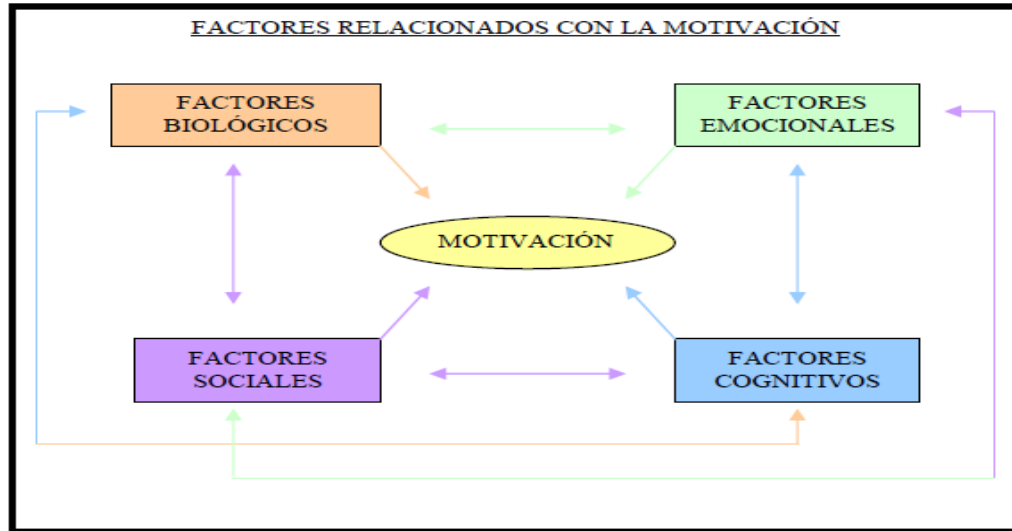 FACTORES RELACIONADOS CON LA MOTIVACIÓN
FACTORES
BIOLÓGICOS
FACTORES
EMOCIONALES
MOTIVACIÓN
FACTORES
SOCIALES
FACTORES
COGNITIVOS